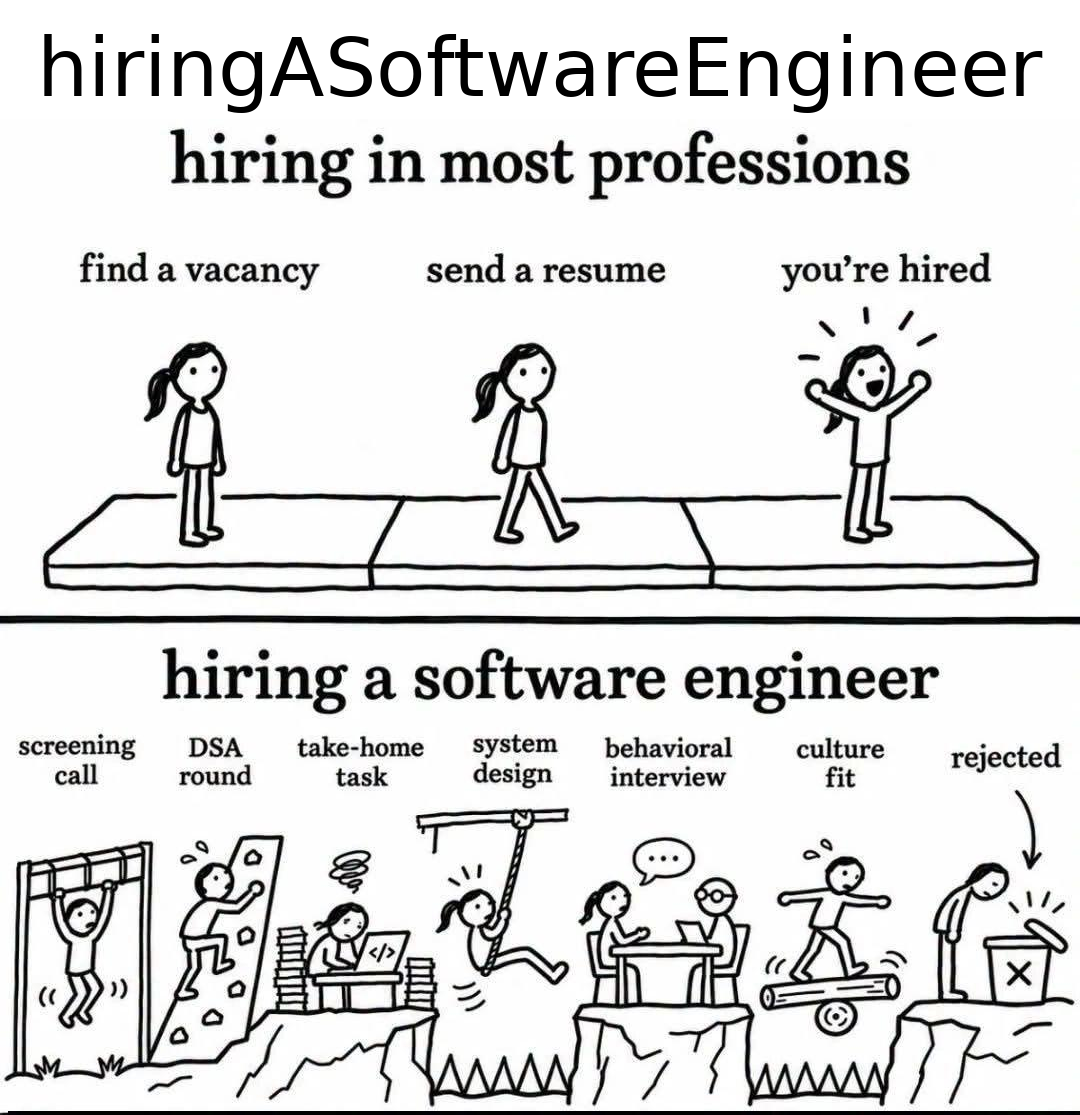 hiringASoftwareEngineer
hiring in most professions
find a vacancy
send a resume
you're hired
hiring a software engineer
screening
call
DSA
round
take-home
task
system
design
behavioral
interview
culture
fit
rejected
</>
...
X